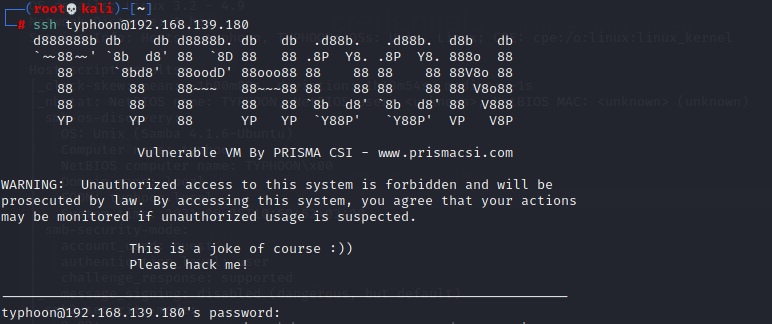 (root💀kali)-[~]
# ssh typhoon@192.168.139.180
d888888b db    db d8888b. db   db  .d88b.   .d88b.  d8b   db
`~~88~~' `8b  d8' 88  `8D 88   88 .8P  Y8. .8P  Y8. 888o  88
   88     `8bd8'  88oodD' 88ooo88 88    88 88    88 88V8o 88
   88       88    88~~~   88~~~88 88    88 88    88 88 V8o88
   88       88    88      88   88 `8b  d8' `8b  d8' 88  V888
   YP       YP    88      YP   YP  `Y88P'   `Y88P'  VP   V8P
Vulnerable VM By PRISMA CSI - www.prismacsi.com
WARNING:  Unauthorized access to this system is forbidden and will be
prosecuted by law. By accessing this system, you agree that your actions
may be monitored if unauthorized usage is suspected.
This is a joke of course :))
Please hack me!
typhoon@192.168.139.180's password: